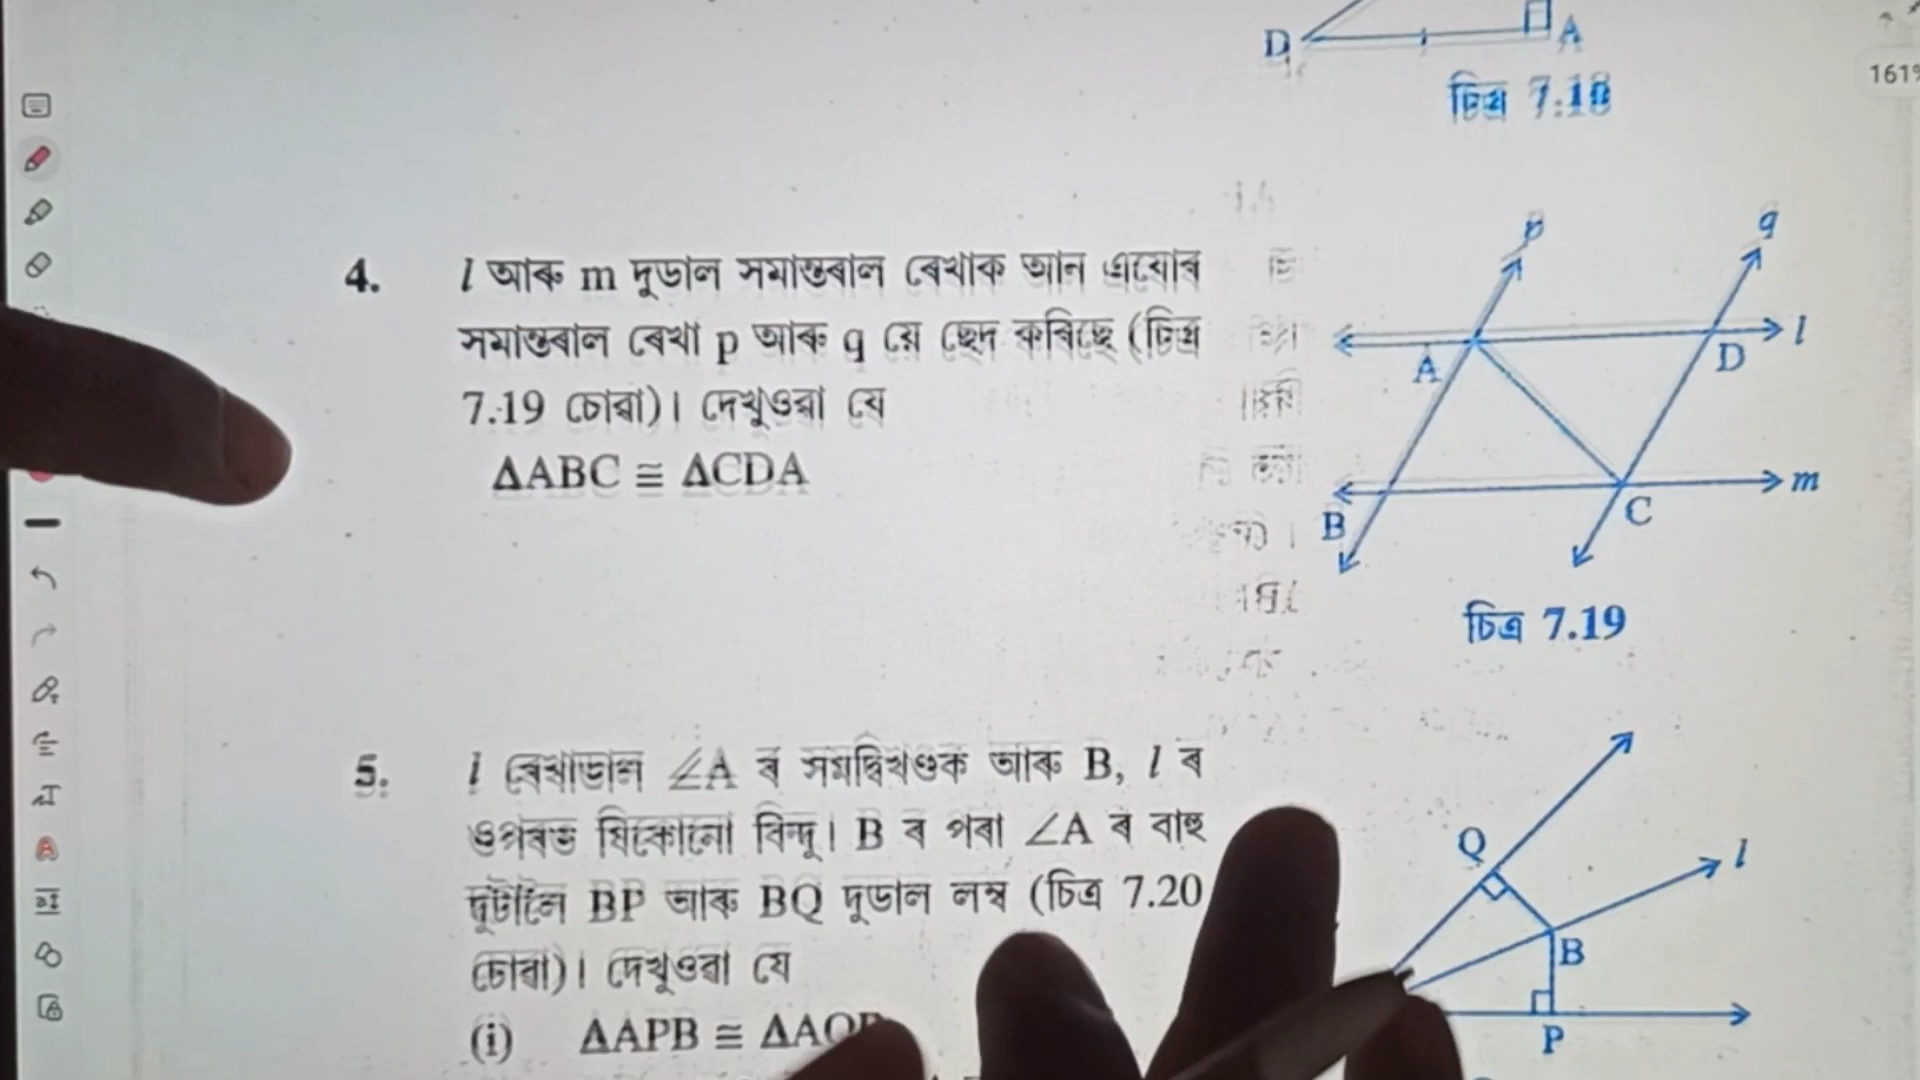 D
A
চিত্ৰ 7.18
161%
4. l আৰু m দুডাল সমান্তৰাল ৰেখাক আন এযোৰ
সমান্তৰাল ৰেখা p আৰু q য়ে ছেদ কৰিছে (চিত্ৰ
7.19 চোৱা)। দেখুওৱা যে
ΔABC ≅ ΔCDA
p
q
l
A
D
m
B
C
চিত্ৰ 7.19
5. l ৰেখাডাল ∠A ৰ সমদ্বিখণ্ডক আৰু B, l ৰ
ওপৰত যিকোনো বিন্দু। B ৰ পৰা ∠A ৰ বাহু
দুটালৈ BP আৰু BQ দুডাল লম্ব (চিত্ৰ 7.20
চোৱা)। দেখুওৱা যে
(i) ΔAPB ≅
Q
l
B
P